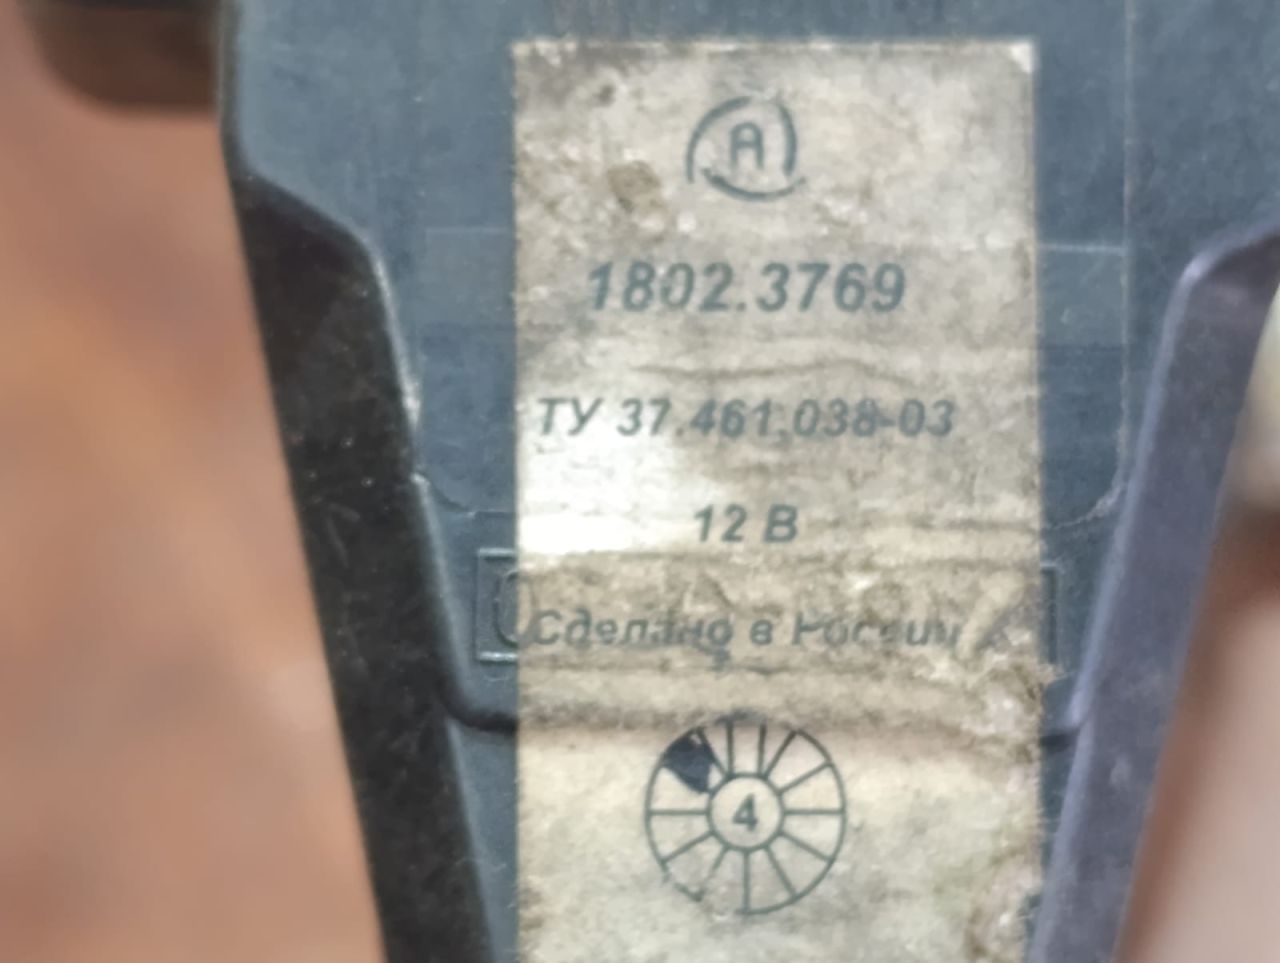 А
1802.3769
ТУ 37.461.038-03
12 В
Сделано в России
4